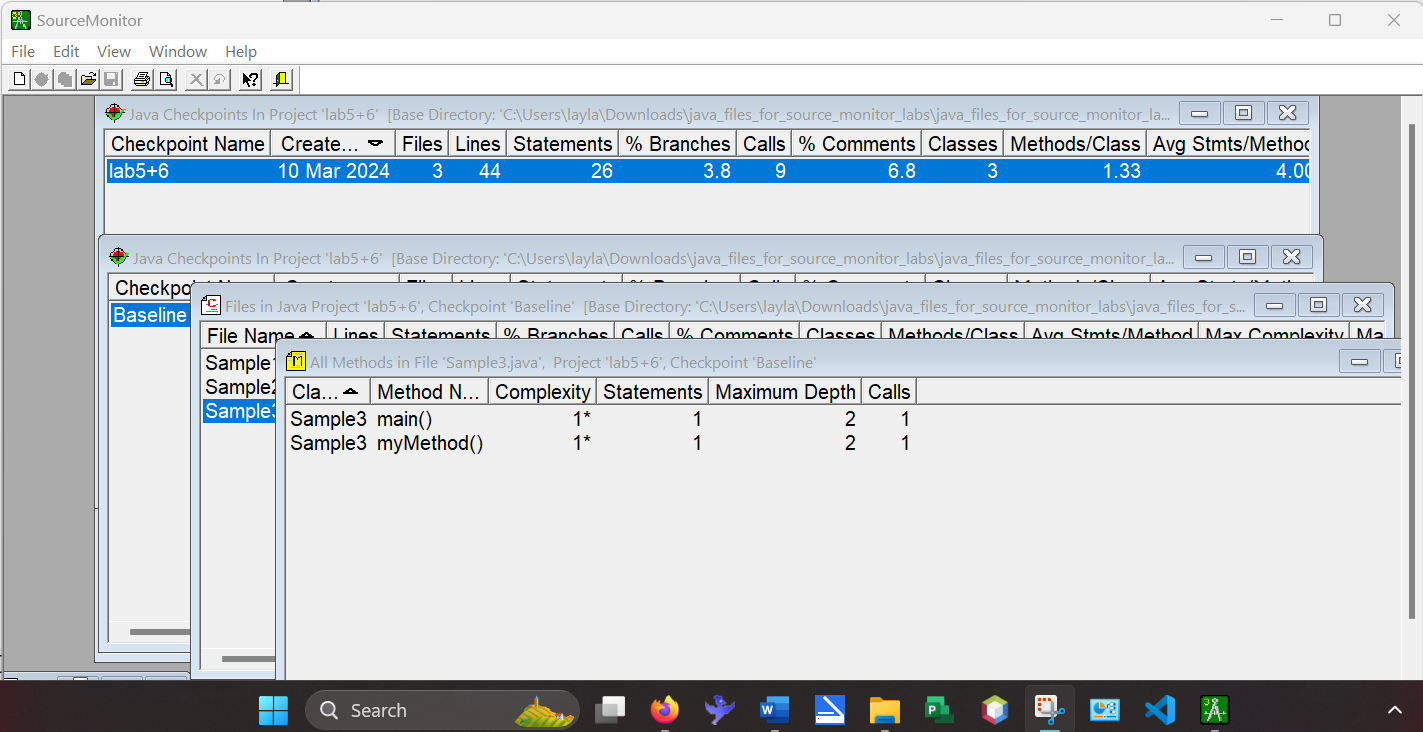 SourceMonitor
File Edit View Window Help
Java Checkpoints In Project 'lab5+6' [Base Directory: 'C:\Users\layla\Downloads\java_files_for_source_monitor_labs\java_files_for_source_monitor_la...
Checkpoint Name Create... Files Lines Statements % Branches Calls % Comments Classes Methods/Class Avg Stmts/Method
lab5+6 10 Mar 2024 3 44 26 3.8 9 6.8 3 1.33 4.00
Java Checkpoints In Project 'lab5+6' [Base Directory: 'C:\Users\layla\Downloads\java_files_for_source_monitor_labs\java_files_for_source_monitor_la...
Baseline
Files in Java Project 'lab5+6', Checkpoint 'Baseline' [Base Directory: 'C:\Users\layla\Downloads\java_files_for_source_monitor_labs\java_files_for_s...
File Name Lines Statements % Branches Calls % Comments Classes Methods/Class Avg Stmts/Method Max Complexity Ma
Sample1
Sample2
Sample3
All Methods in File 'Sample3.java', Project 'lab5+6', Checkpoint 'Baseline'
Cla... Method N... Complexity Statements Maximum Depth Calls
Sample3 main() 1* 1 2 1
Sample3 myMethod() 1* 1 2 1
Search